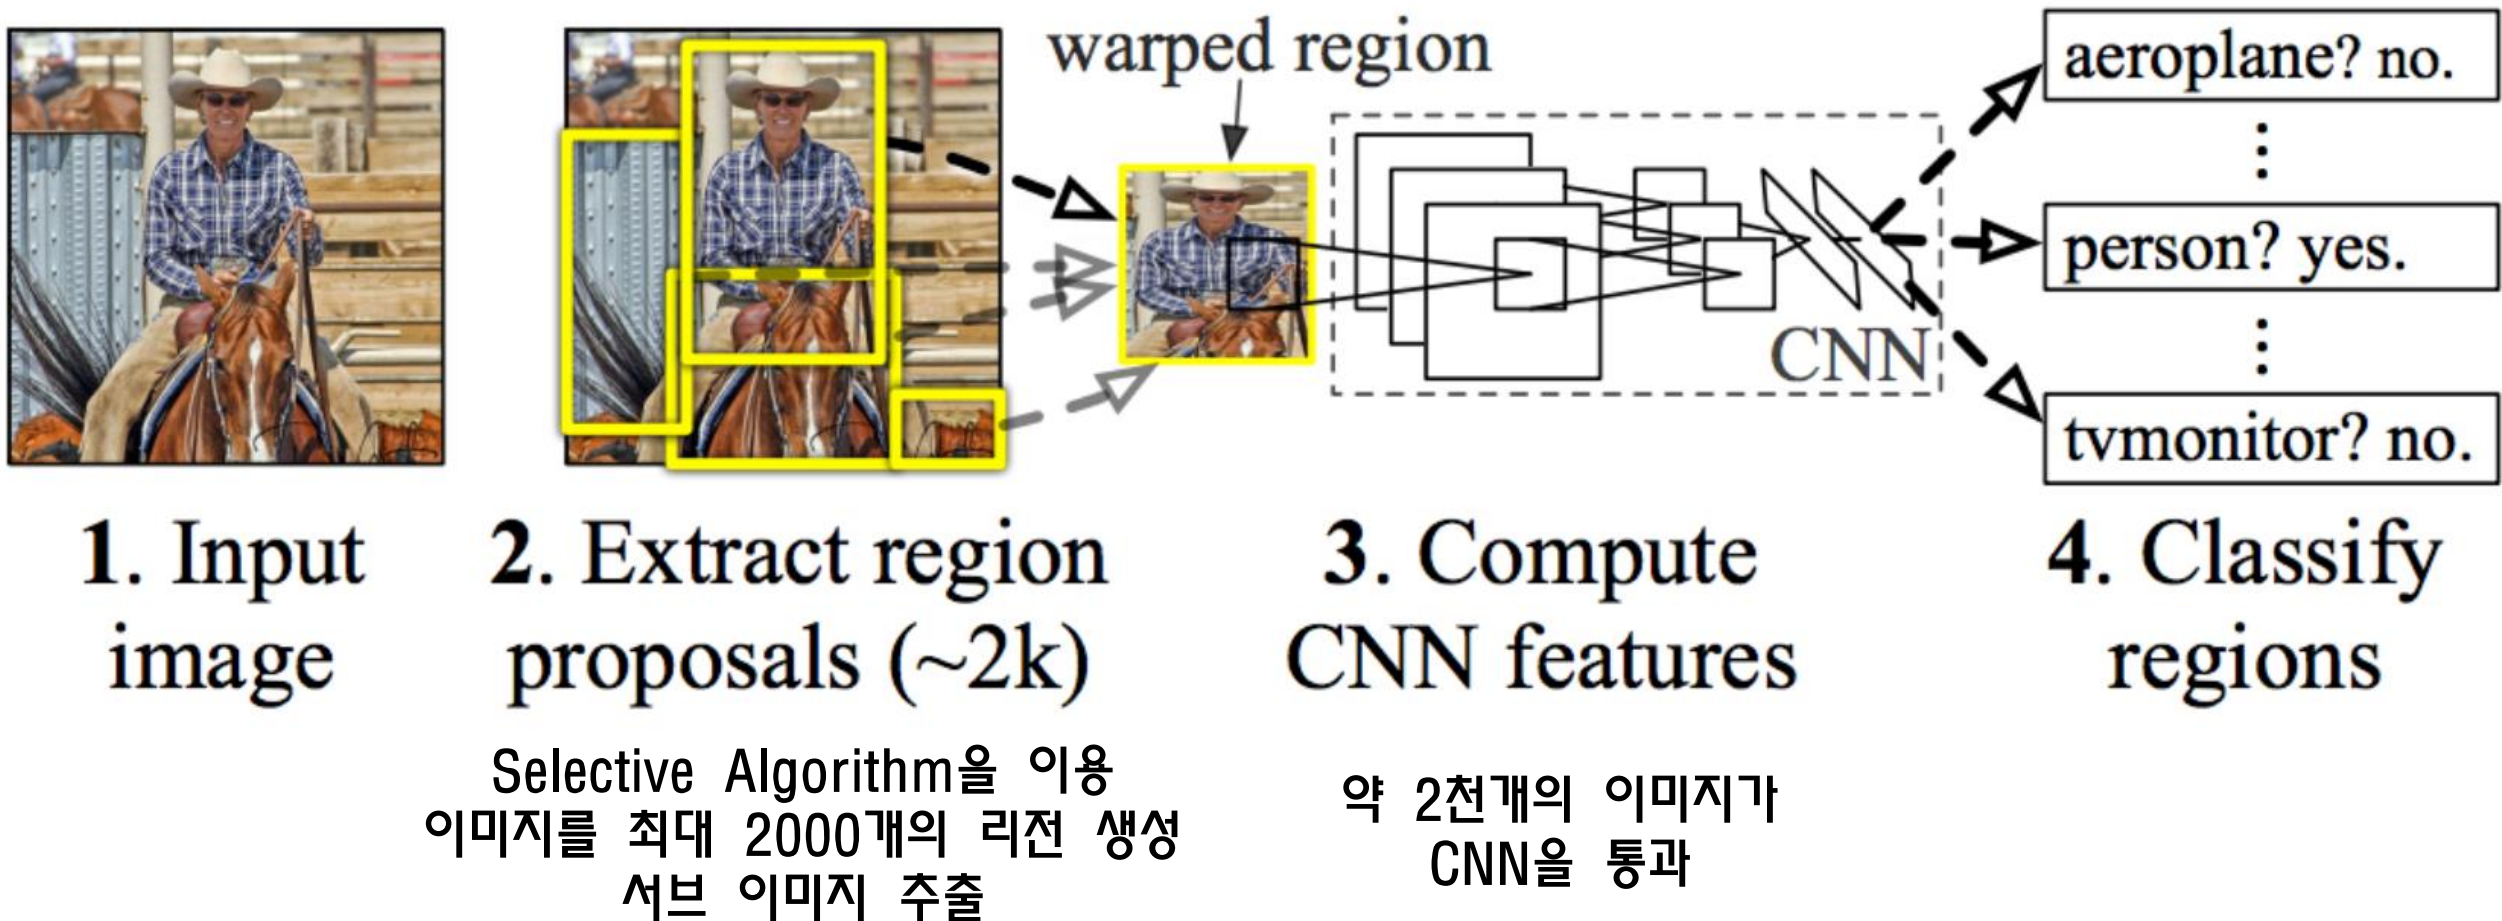 warped region
aeroplane? no.
person? yes.
CNN
tvmonitor? no.
1. Input
image
2. Extract region
proposals (~2k)
3. Compute
CNN features
4. Classify
regions
Selective Algorithm을 이용
이미지를 최대 2000개의 리전 생성
서브 이미지 추출
약 2천개의 이미지가
CNN을 통과